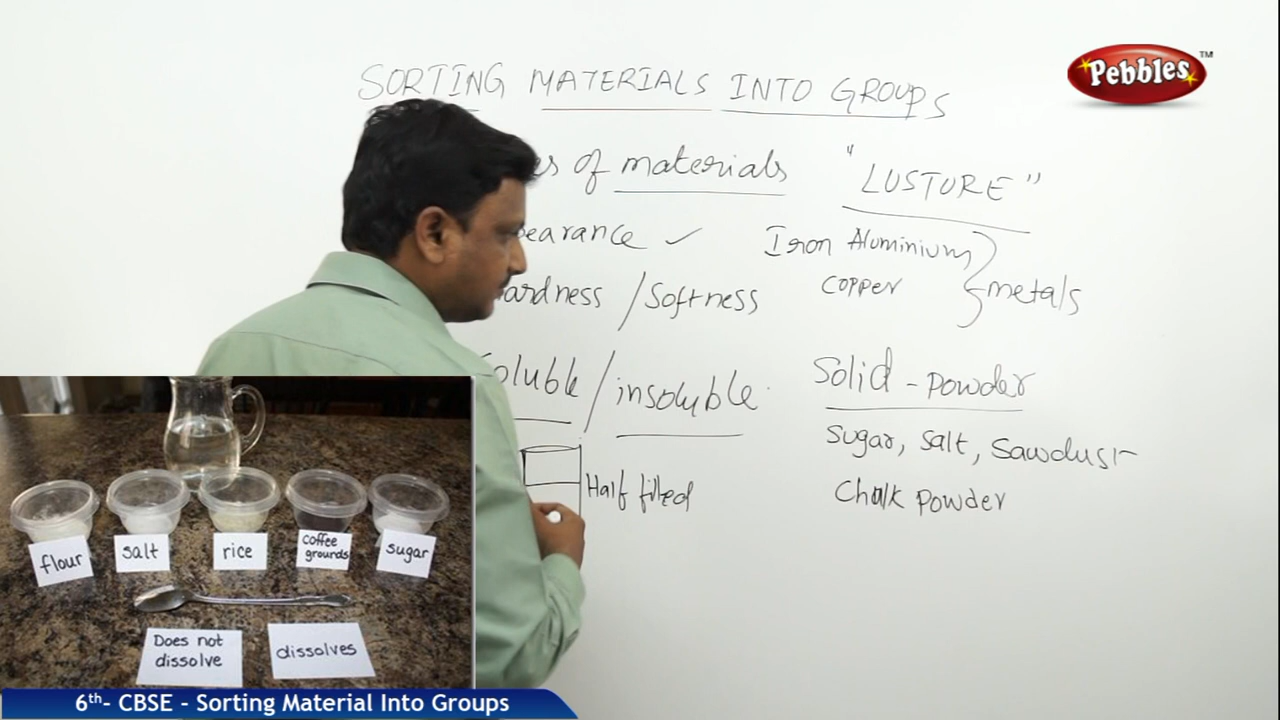 Pebbles™
SORTING MATERIALS INTO GROUPS
of materials
"LUSTURE"
pearance ✓
Iron Aluminium
copper
metals
ardness / Softness
oluble / insoluble
Solid - Powder
Sugar, Salt, Sawdust
Chalk Powder
Half filled
flour
salt
rice
coffee
grounds
sugar
Does not
dissolve
dissolves
6th- CBSE - Sorting Material Into Groups